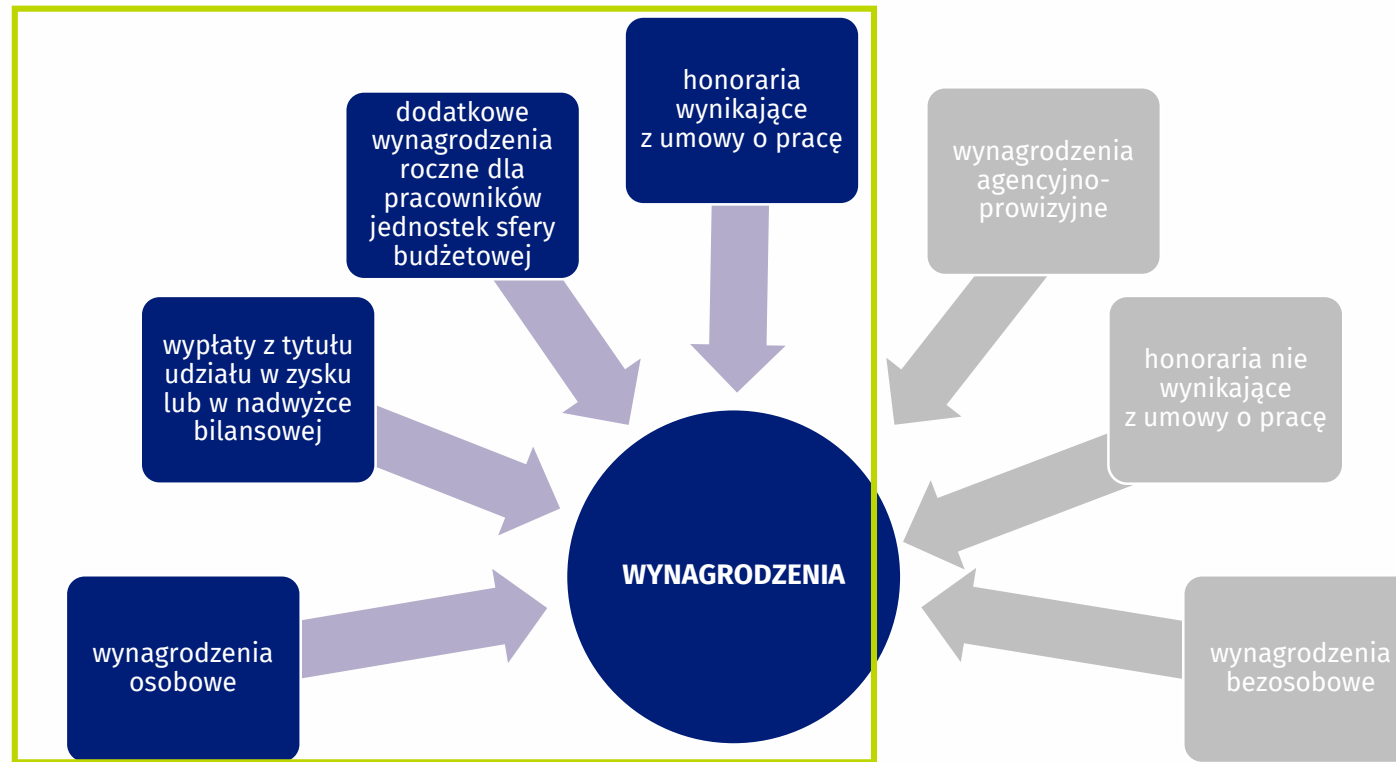 honoraria
wynikające
z umowy o pracę
dodatkowe
wynagrodzenia
roczne dla
pracowników
jednostek sfery
budżetowej
wynagrodzenia
agencyjno-
prowizyjne
wypłaty z tytułu
udziału w zysku
lub w nadwyżce
bilansowej
honoraria nie
wynikające
z umowy o pracę
WYNAGRODZENIA
wynagrodzenia
osobowe
wynagrodzenia
bezosobowe